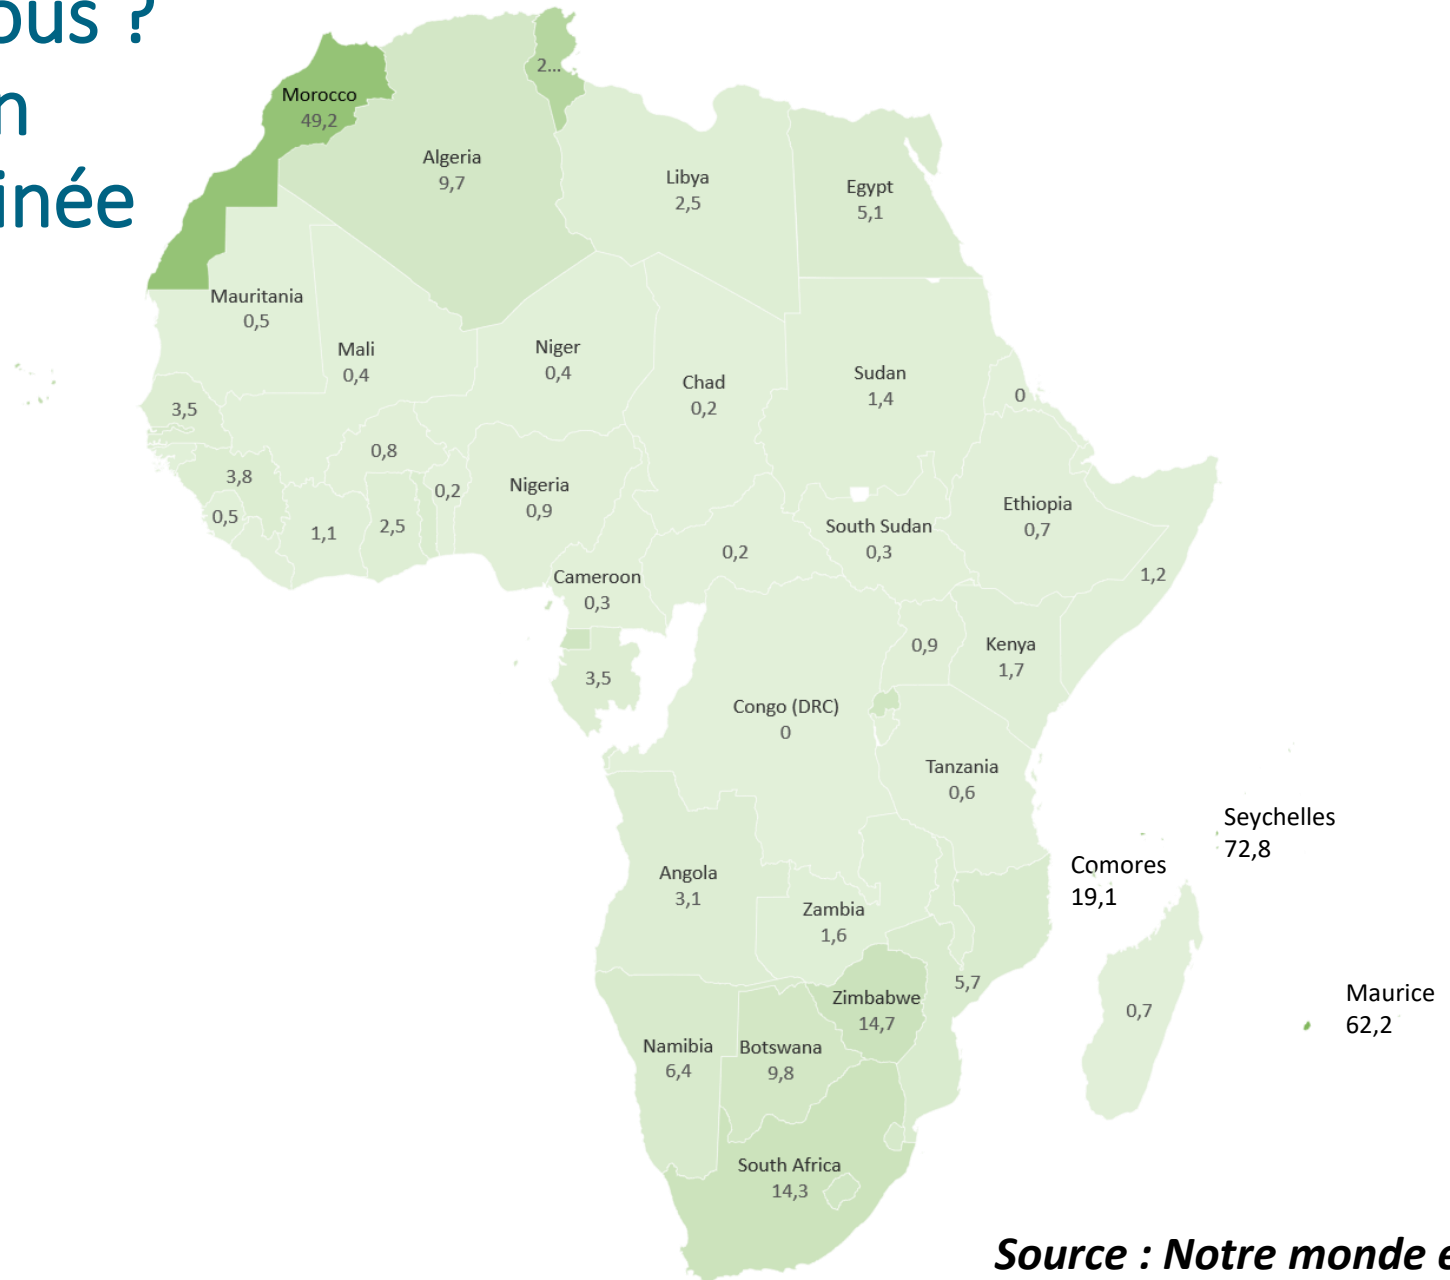 ous ?
n
inée
2...
Morocco
49,2
Algeria
9,7
Libya
2,5
Egypt
5,1
Mauritania
0,5
Mali
0,4
Niger
0,4
Chad
0,2
Sudan
1,4
0
3,5
0,8
3,8
0,2
Nigeria
0,9
0,5
1,1
2,5
South Sudan
0,3
Ethiopia
0,7
0,2
1,2
Cameroon
0,3
0,9
Kenya
1,7
3,5
Congo (DRC)
0
Tanzania
0,6
Seychelles
72,8
Comores
19,1
Angola
3,1
Zambia
1,6
5,7
Zimbabwe
14,7
0,7
Maurice
62,2
Namibia
6,4
Botswana
9,8
South Africa
14,3
Source : Notre monde e